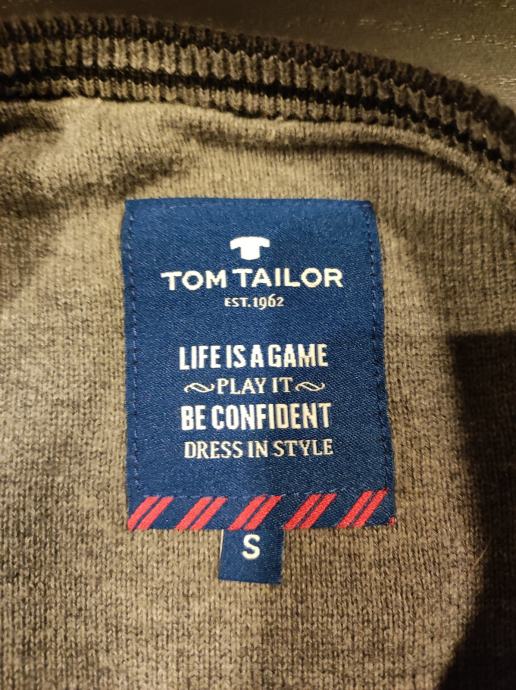 TOM TAILOR
EST. 1962
LIFE IS A GAME
PLAY IT
BE CONFIDENT
DRESS IN STYLE
S